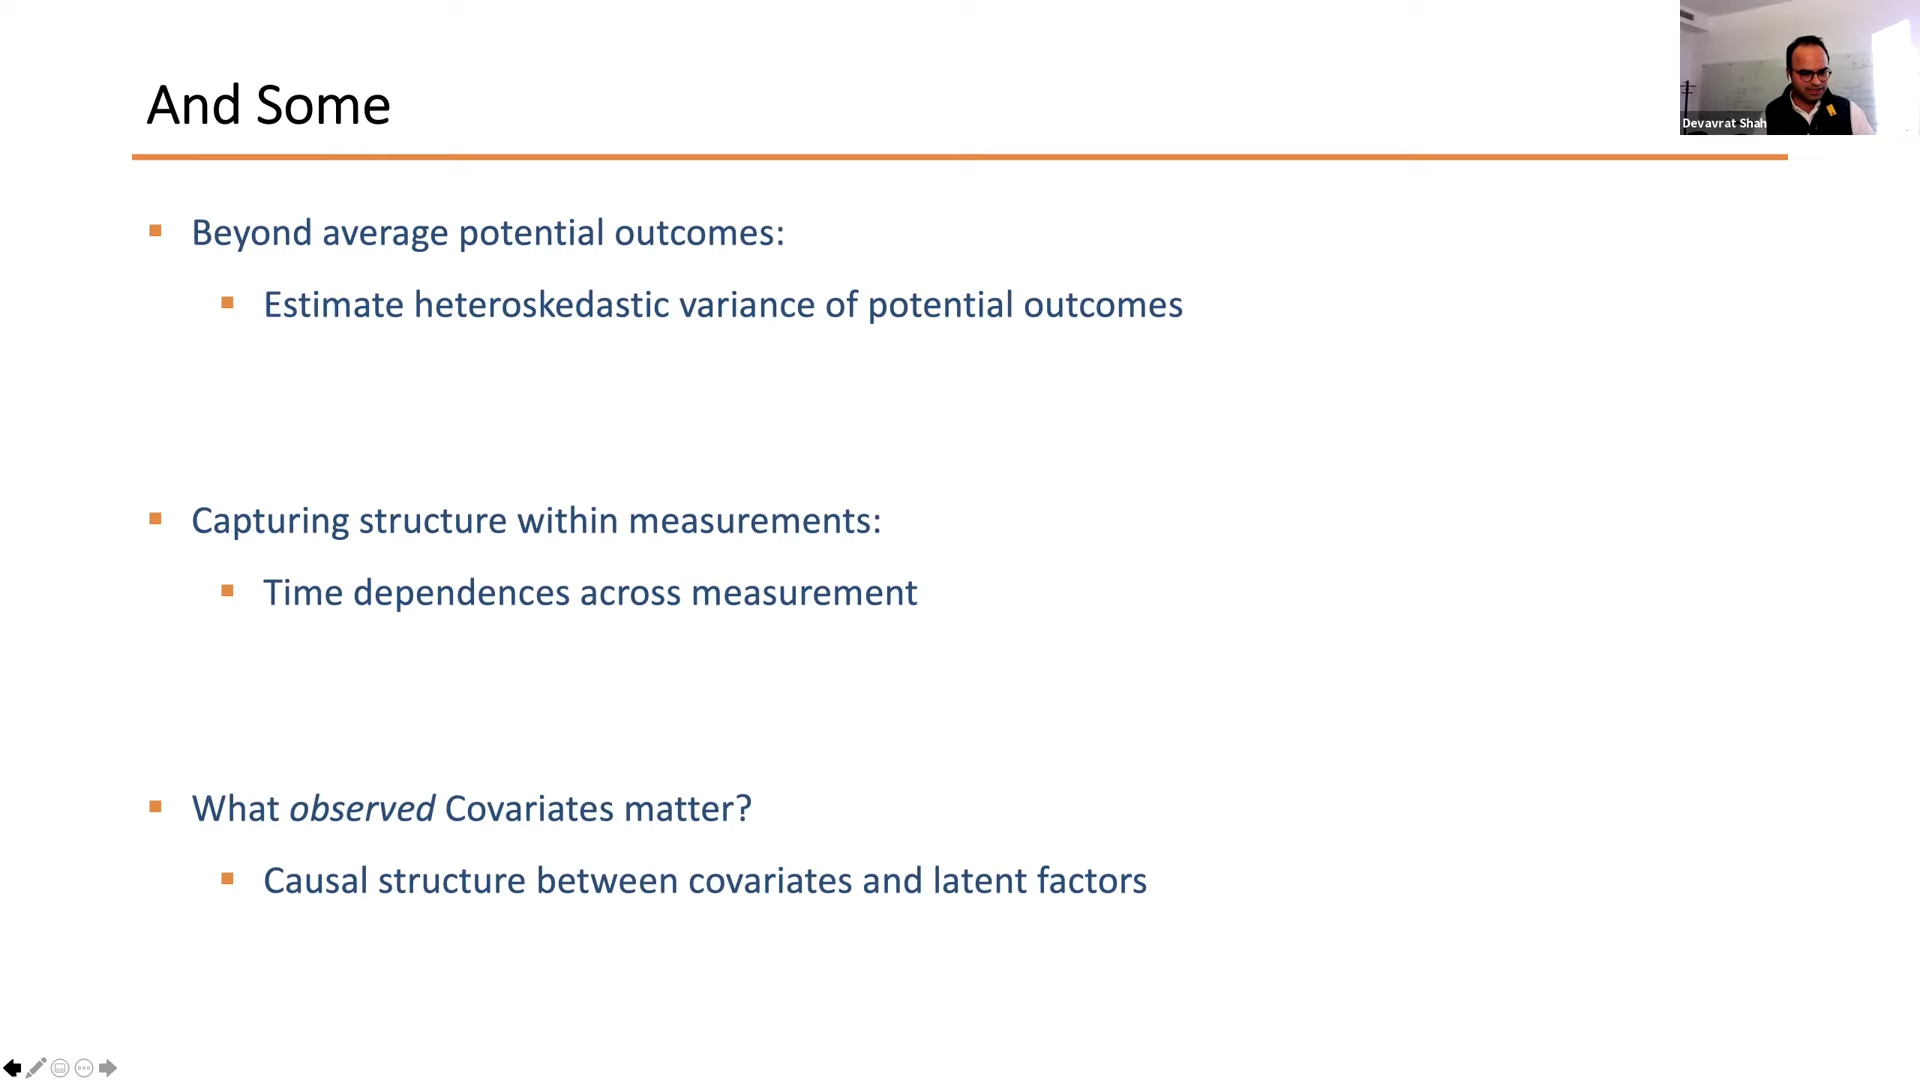 And Some
Devavrat Shah
Beyond average potential outcomes:
Estimate heteroskedastic variance of potential outcomes
Capturing structure within measurements:
Time dependences across measurement
What observed Covariates matter?
Causal structure between covariates and latent factors